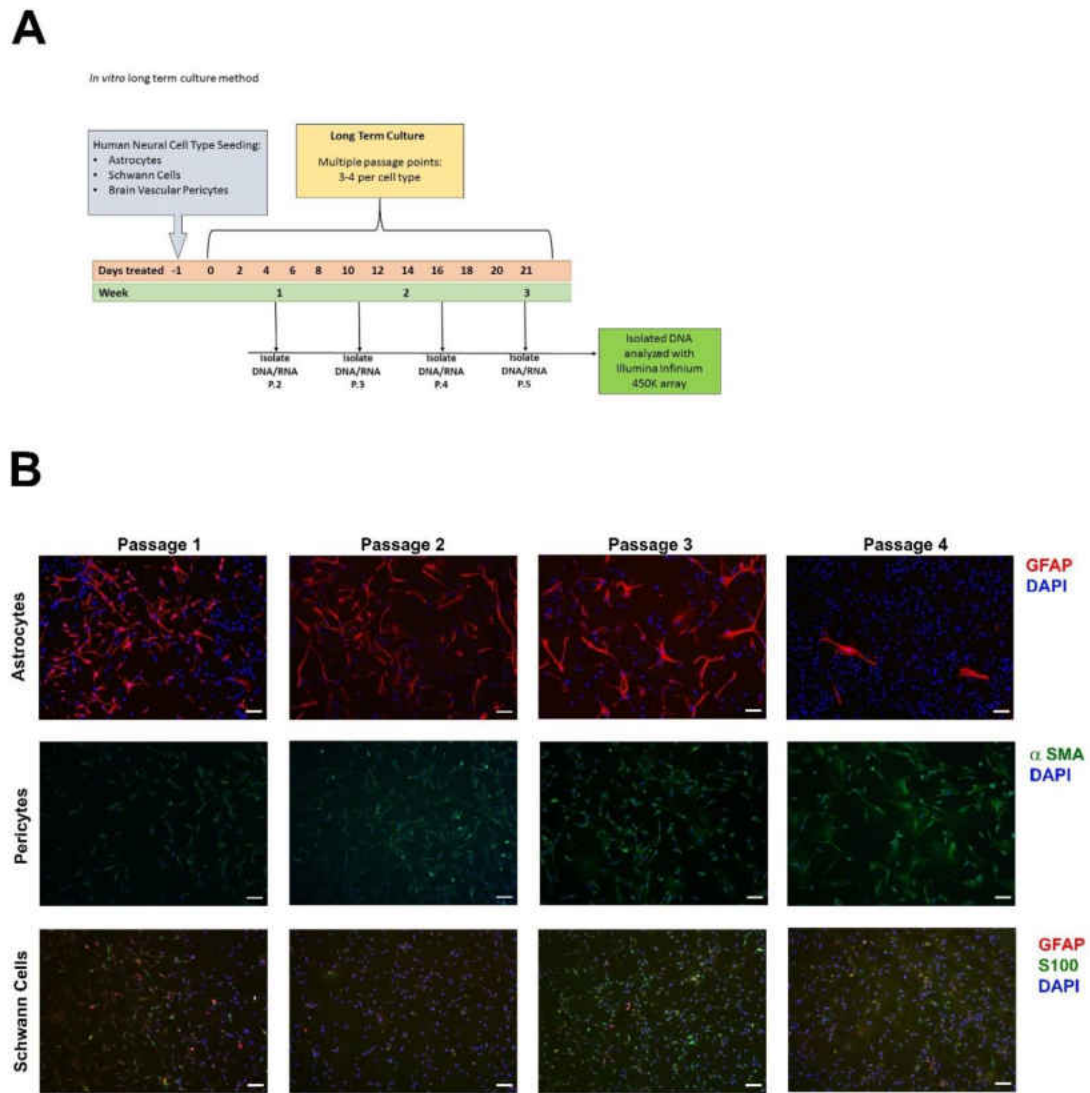 A
In vitro long term culture method
Human Neural Cell Type Seeding:
• Astrocytes
• Schwann Cells
• Brain Vascular Pericytes
Long Term Culture
Multiple passage points:
3-4 per cell type
Days treated -1 0 2 4 6 8 10 12 14 16 18 20 21
Week 1 2 3
Isolate
DNA/RNA
P.2
Isolate
DNA/RNA
P.3
Isolate
DNA/RNA
P.4
Isolate
DNA/RNA
P.5
Isolated DNA
analyzed with
Illumina Infinium
450K array
B
Passage 1 Passage 2 Passage 3 Passage 4
Astrocytes
GFAP
DAPI
Pericytes
α SMA
DAPI
Schwann Cells
GFAP
S100
DAPI